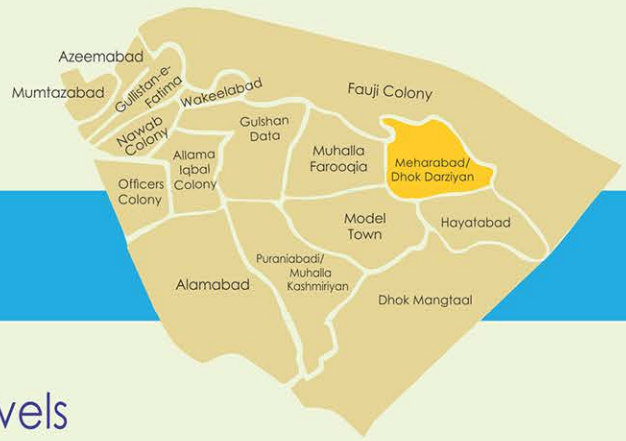 Azeemabad
Mumtazabad
Gullistan-e-
Fatima
Wakeelabad
Fauji Colony
Nawab
Colony
Gulshan
Data
Allama
Iqbal
Colony
Muhalla
Farooqia
Meharabad/
Dhok Darziyan
Officers
Colony
Model
Town
Hayatabad
Puraniabadi/
Muhalla
Kashmiriyan
Alamabad
Dhok Mangtaal
vels